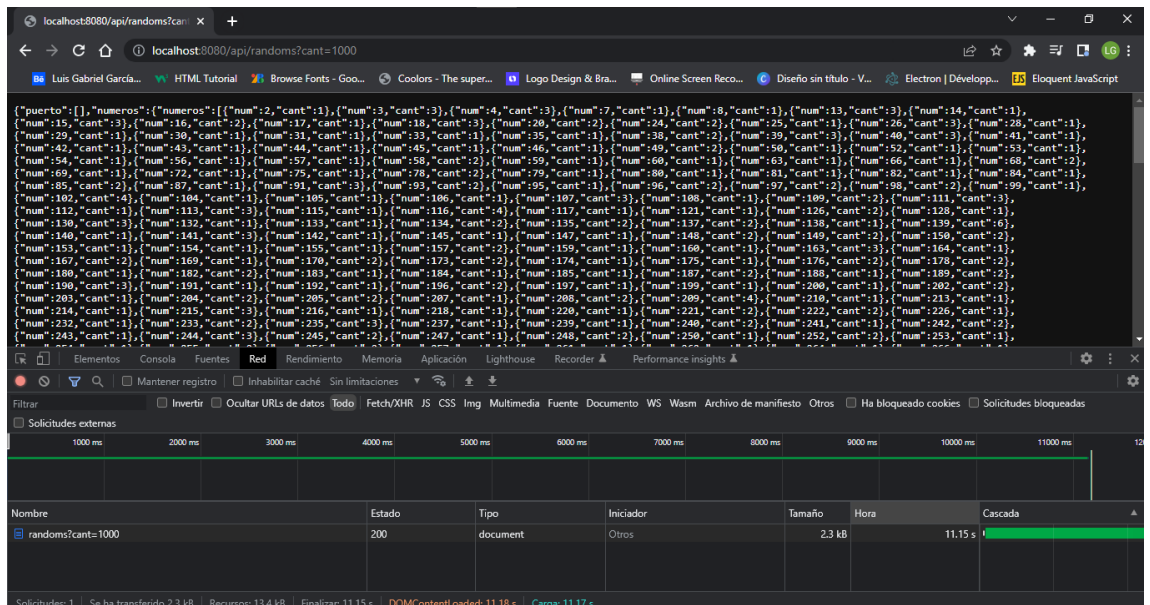 localhost:8080/api/randoms?can
localhost:8080/api/randoms?cant=1000
LG
Bē Luis Gabriel García... HTML Tutorial Browse Fonts - Goo... Coolors - The super... Logo Design & Bra... Online Screen Reco... Diseño sin título - V... Electron | Développ... EJS Eloquent JavaScript
{"puerto":[],"numeros":{"numeros":[{"num":2,"cant":1},{"num":3,"cant":3},{"num":4,"cant":3},{"num":7,"cant":1},{"num":8,"cant":1},{"num":13,"cant":3},{"num":14,"cant":1},
{"num":15,"cant":3},{"num":16,"cant":2},{"num":17,"cant":1},{"num":18,"cant":3},{"num":20,"cant":2},{"num":24,"cant":2},{"num":25,"cant":1},{"num":26,"cant":3},{"num":28,"cant":1},
{"num":29,"cant":1},{"num":30,"cant":1},{"num":31,"cant":1},{"num":33,"cant":1},{"num":35,"cant":1},{"num":38,"cant":2},{"num":39,"cant":3},{"num":40,"cant":3},{"num":41,"cant":1},
{"num":42,"cant":1},{"num":43,"cant":1},{"num":44,"cant":1},{"num":45,"cant":1},{"num":46,"cant":1},{"num":49,"cant":2},{"num":50,"cant":1},{"num":52,"cant":1},{"num":53,"cant":1},
{"num":54,"cant":1},{"num":56,"cant":1},{"num":57,"cant":1},{"num":58,"cant":2},{"num":59,"cant":1},{"num":60,"cant":1},{"num":63,"cant":1},{"num":66,"cant":1},{"num":68,"cant":2},
{"num":69,"cant":1},{"num":72,"cant":1},{"num":75,"cant":1},{"num":78,"cant":2},{"num":79,"cant":1},{"num":80,"cant":1},{"num":81,"cant":1},{"num":82,"cant":1},{"num":84,"cant":1},
{"num":85,"cant":2},{"num":87,"cant":1},{"num":91,"cant":3},{"num":93,"cant":2},{"num":95,"cant":1},{"num":96,"cant":2},{"num":97,"cant":2},{"num":98,"cant":2},{"num":99,"cant":1},
{"num":102,"cant":4},{"num":104,"cant":1},{"num":105,"cant":1},{"num":106,"cant":1},{"num":107,"cant":3},{"num":108,"cant":1},{"num":109,"cant":2},{"num":111,"cant":3},
{"num":112,"cant":1},{"num":113,"cant":3},{"num":115,"cant":1},{"num":116,"cant":4},{"num":117,"cant":1},{"num":121,"cant":1},{"num":126,"cant":2},{"num":128,"cant":1},
{"num":130,"cant":3},{"num":132,"cant":1},{"num":133,"cant":1},{"num":134,"cant":2},{"num":135,"cant":2},{"num":137,"cant":2},{"num":138,"cant":1},{"num":139,"cant":6},
{"num":140,"cant":1},{"num":141,"cant":3},{"num":142,"cant":1},{"num":145,"cant":1},{"num":147,"cant":1},{"num":148,"cant":2},{"num":149,"cant":2},{"num":150,"cant":2},
{"num":153,"cant":1},{"num":154,"cant":1},{"num":155,"cant":1},{"num":157,"cant":2},{"num":159,"cant":1},{"num":160,"cant":1},{"num":163,"cant":3},{"num":164,"cant":1},
{"num":167,"cant":2},{"num":169,"cant":1},{"num":170,"cant":2},{"num":173,"cant":2},{"num":174,"cant":1},{"num":175,"cant":1},{"num":176,"cant":2},{"num":178,"cant":2},
{"num":180,"cant":1},{"num":182,"cant":2},{"num":183,"cant":1},{"num":184,"cant":1},{"num":185,"cant":1},{"num":187,"cant":2},{"num":188,"cant":1},{"num":189,"cant":2},
{"num":190,"cant":3},{"num":191,"cant":1},{"num":192,"cant":1},{"num":196,"cant":2},{"num":197,"cant":1},{"num":199,"cant":1},{"num":200,"cant":1},{"num":202,"cant":2},
{"num":203,"cant":1},{"num":204,"cant":2},{"num":205,"cant":2},{"num":207,"cant":1},{"num":208,"cant":2},{"num":209,"cant":4},{"num":210,"cant":1},{"num":213,"cant":1},
{"num":214,"cant":1},{"num":215,"cant":3},{"num":216,"cant":1},{"num":218,"cant":1},{"num":220,"cant":1},{"num":221,"cant":2},{"num":222,"cant":2},{"num":226,"cant":1},
{"num":232,"cant":1},{"num":233,"cant":2},{"num":235,"cant":3},{"num":237,"cant":1},{"num":239,"cant":1},{"num":240,"cant":2},{"num":241,"cant":1},{"num":242,"cant":2},
{"num":243,"cant":1},{"num":244,"cant":3},{"num":245,"cant":2},{"num":247,"cant":1},{"num":250,"cant":1},{"num":252,"cant":2},{"num":253,"cant":1},
Elementos Consola Fuentes Red Rendimiento Memoria Aplicación Lighthouse Recorder Performance insights
Mantener registro Inhabilitar caché Sin limitaciones
Filtrar Invertir Ocultar URLs de datos Todo Fetch/XHR JS CSS Img Multimedia Fuente Documento WS Wasm Archivo de manifiesto Otros Ha bloqueado cookies Solicitudes bloqueadas
Solicitudes externas
1000 ms 2000 ms 3000 ms 4000 ms 5000 ms 6000 ms 7000 ms 8000 ms 9000 ms 10000 ms 11000 ms 12
Nombre Estado Tipo Iniciador Tamaño Hora Cascada
randoms?cant=1000 200 document Otros 2.3 kB 11.15 s
Solicitudes: 1 Se ha transferido 2.3 kB Recursos: 13.4 kB Finalizar: 11.15 s DOMContentLoaded: 11.18 s Carga: 11.17 s